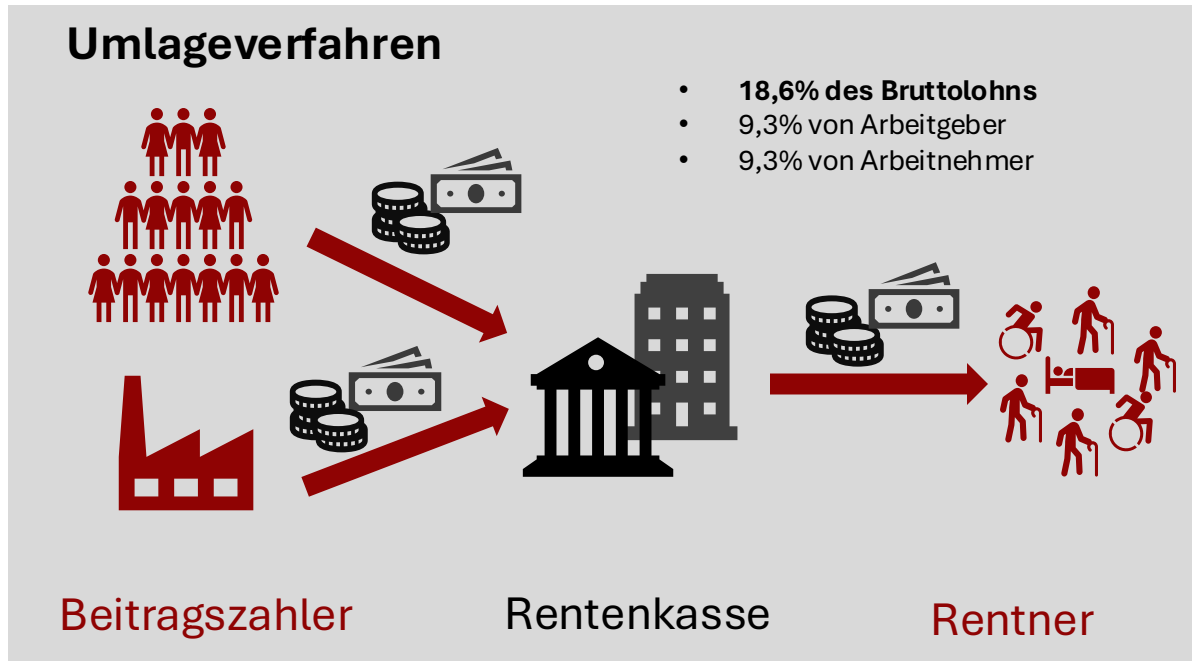 Umlageverfahren
• 18,6% des Bruttolohns
• 9,3% von Arbeitgeber
• 9,3% von Arbeitnehmer
Beitragszahler
Rentenkasse
Rentner